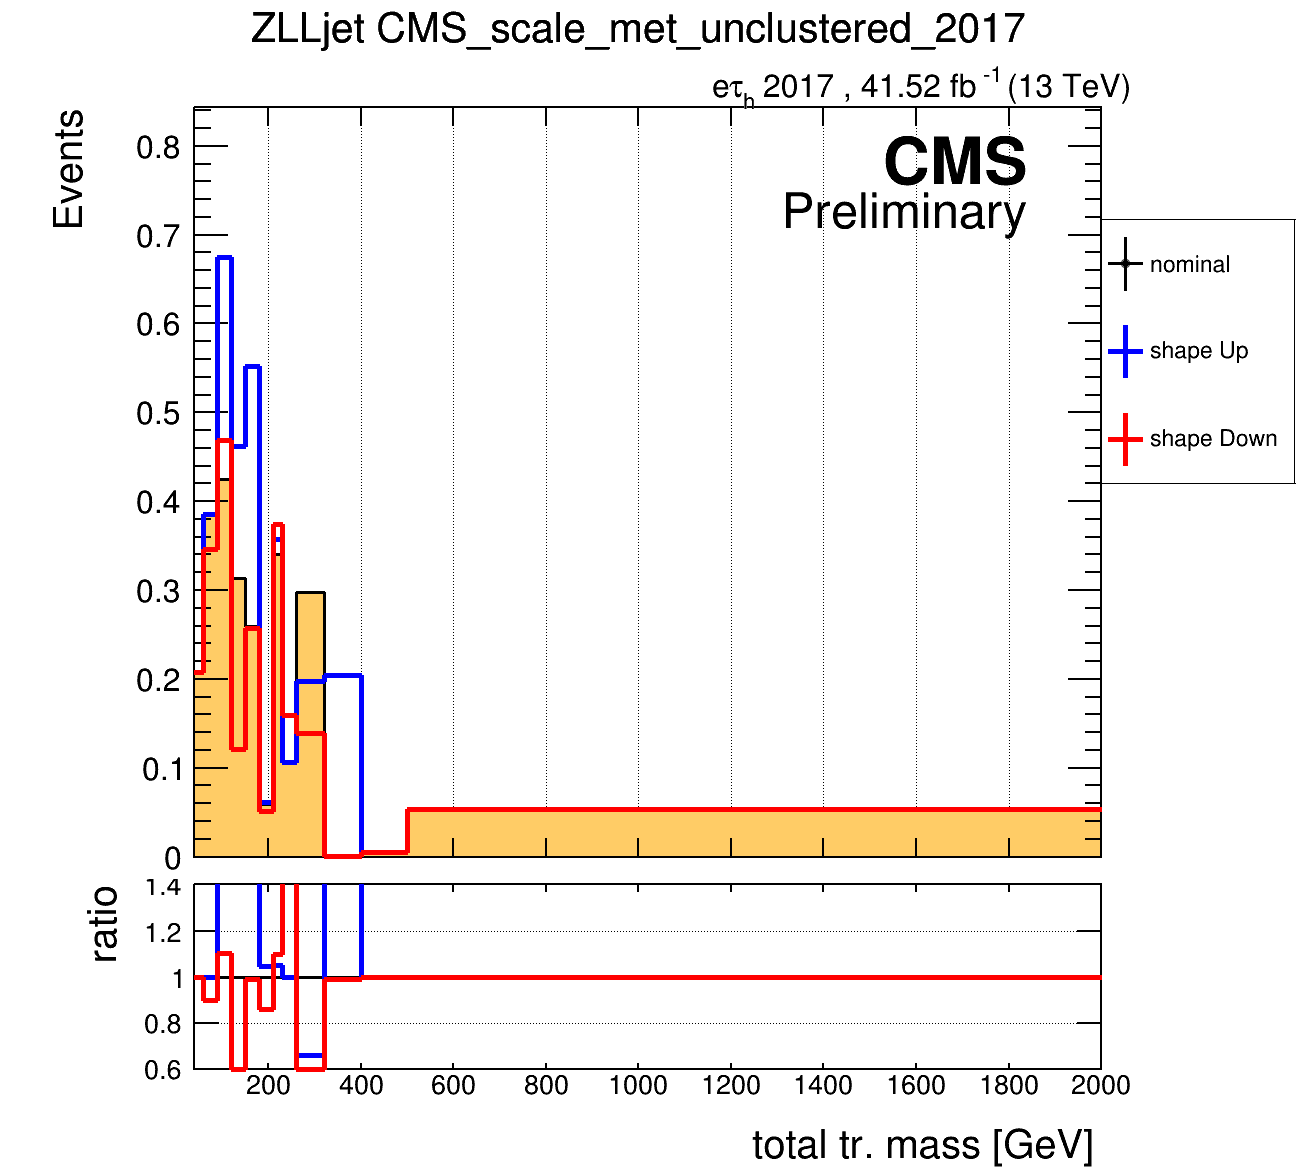 ZLLjet CMS_scale_met_unclustered_2017
eτh 2017 , 41.52 fb -1 (13 TeV)
Events
0.8
0.7
0.6
0.5
0.4
0.3
0.2
0.1
0
CMS
Preliminary
nominal
shape Up
shape Down
ratio
1.4
1.2
1
0.8
0.6
200 400 600 800 1000 1200 1400 1600 1800 2000
total tr. mass [GeV]